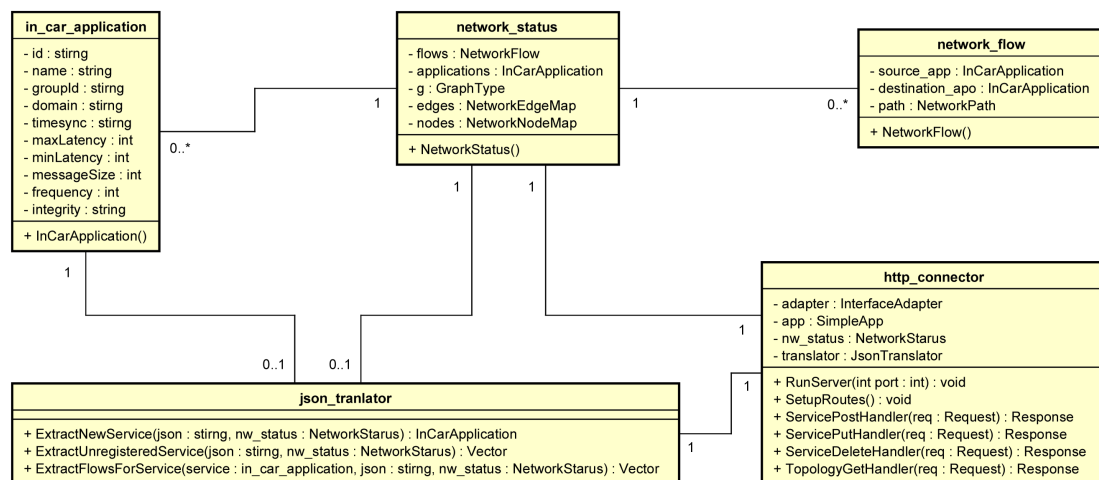 in_car_application
- id : stirng
- name : string
- groupId : stirng
- domain : stirng
- timesync : stirng
- maxLatency : int
- minLatency : int
- messageSize : int
- frequency : int
- integrity : string
+ InCarApplication()
network_status
- flows : NetworkFlow
- applications : InCarApplication
- g : GraphType
- edges : NetworkEdgeMap
- nodes : NetworkNodeMap
+ NetworkStatus()
network_flow
- source_app : InCarApplication
- destination_apo : InCarApplication
- path : NetworkPath
+ NetworkFlow()
1
1
0..*
0..*
1
1
1
http_connector
- adapter : InterfaceAdapter
- app : SimpleApp
- nw_status : NetworkStarus
- translator : JsonTranslator
+ RunServer(int port : int) : void
+ SetupRoutes() : void
+ ServicePostHandler(req : Request) : Response
+ ServicePutHandler(req : Request) : Response
+ ServiceDeleteHandler(req : Request) : Response
+ TopologyGetHandler(req : Request) : Response
1
0..1
0..1
1
1
json_tranlator
+ ExtractNewService(json : stirng, nw_status : NetworkStarus) : InCarApplication
+ ExtractUnregisteredService(json : stirng, nw_status : NetworkStarus) : Vector
+ ExtractFlowsForService(service : in_car_application, json : stirng, nw_status : NetworkStarus) : Vector